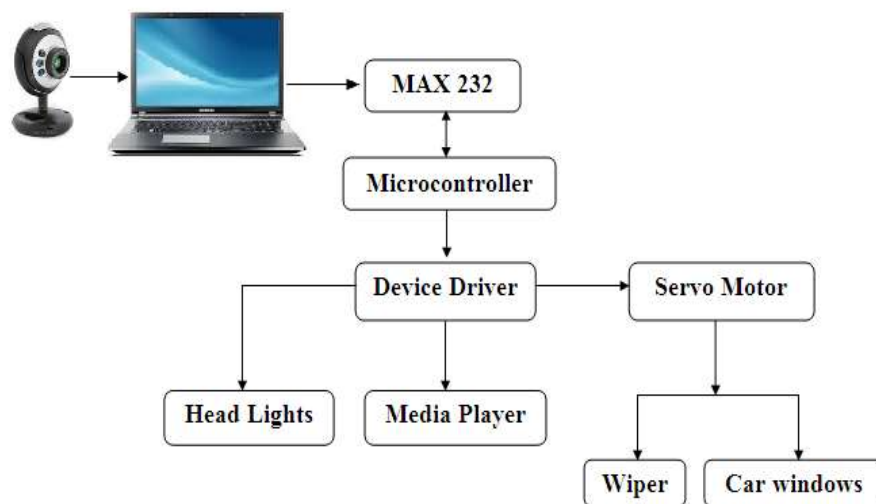 MAX 232
Microcontroller
Device Driver
Servo Motor
Head Lights
Media Player
Wiper
Car windows